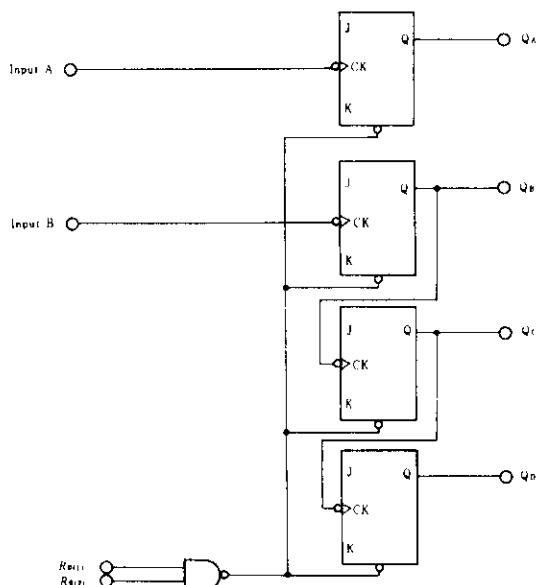 J
Q
QA
Input A
CK
K
J
Q
QB
Input B
CK
K
J
Q
QC
CK
K
J
Q
QD
CK
K
R0(1)
R0(2)